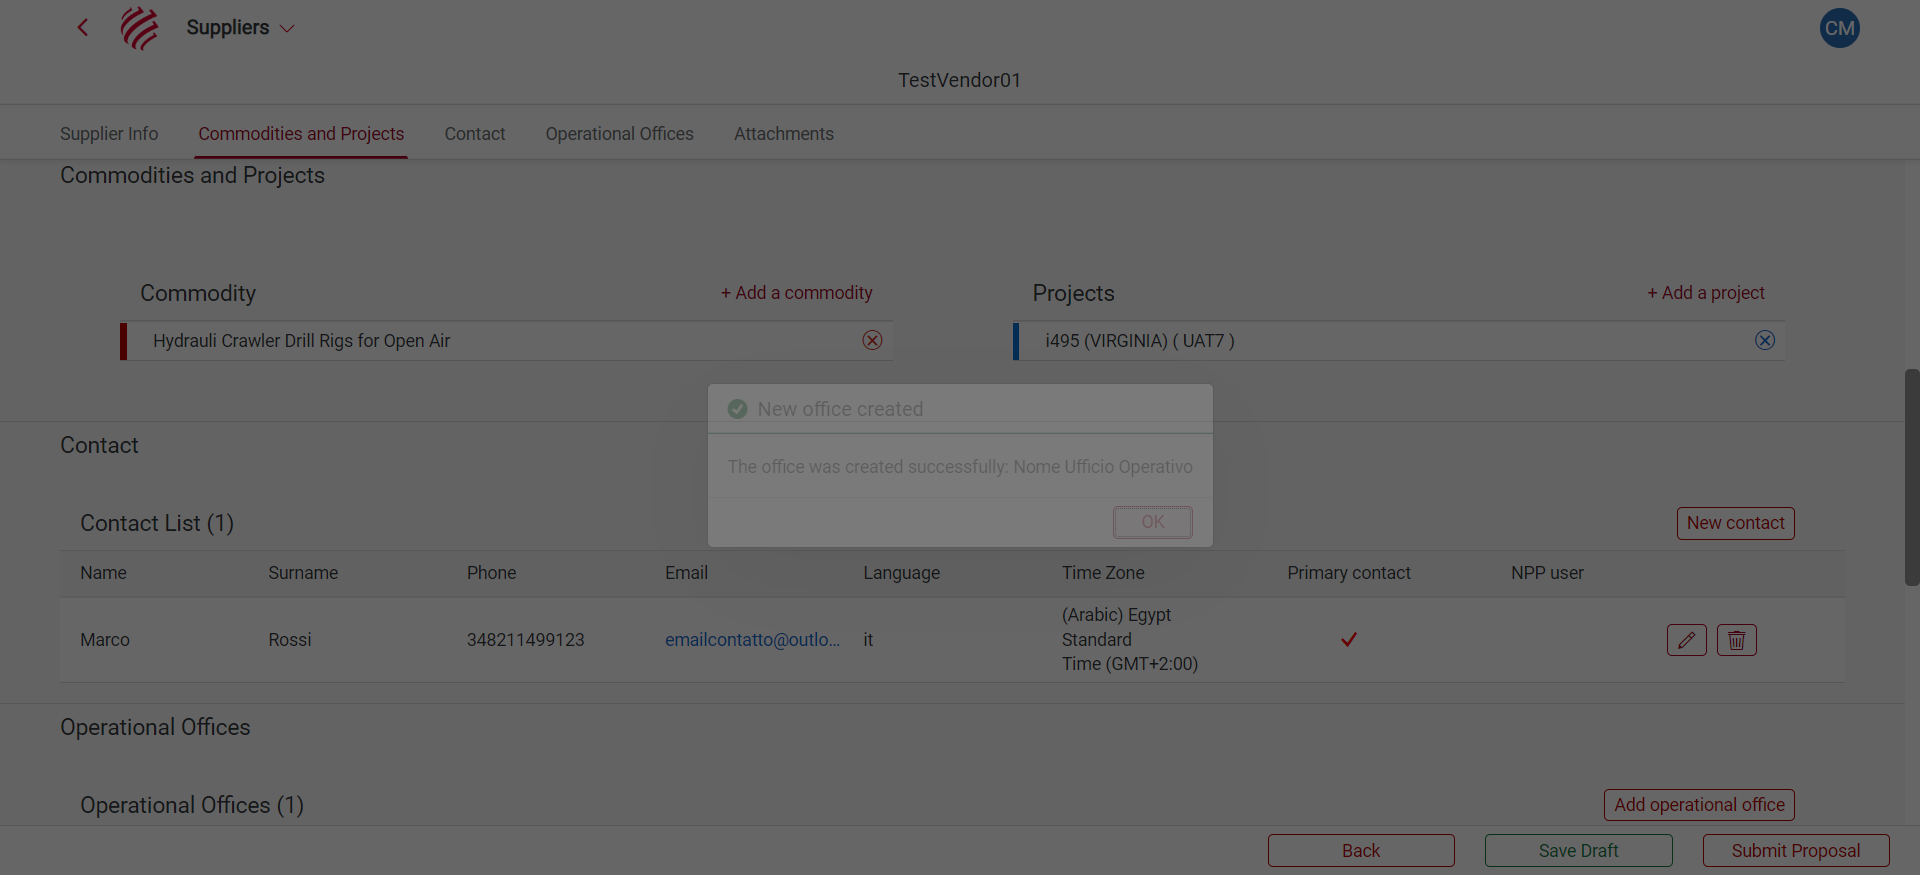 Suppliers
CM
TestVendor01
Supplier Info
Commodities and Projects
Contact
Operational Offices
Attachments
Commodities and Projects
Commodity
+ Add a commodity
Projects
+ Add a project
Hydrauli Crawler Drill Rigs for Open Air
i495 (VIRGINIA) ( UAT7 )
New office created
The office was created successfully: Nome Ufficio Operativo
OK
Contact
Contact List (1)
New contact
Name
Surname
Phone
Email
Language
Time Zone
Primary contact
NPP user
Marco
Rossi
348211499123
emailcontatto@outlo...
it
(Arabic) Egypt
Standard
Time (GMT+2:00)
Operational Offices
Operational Offices (1)
Add operational office
Back
Save Draft
Submit Proposal